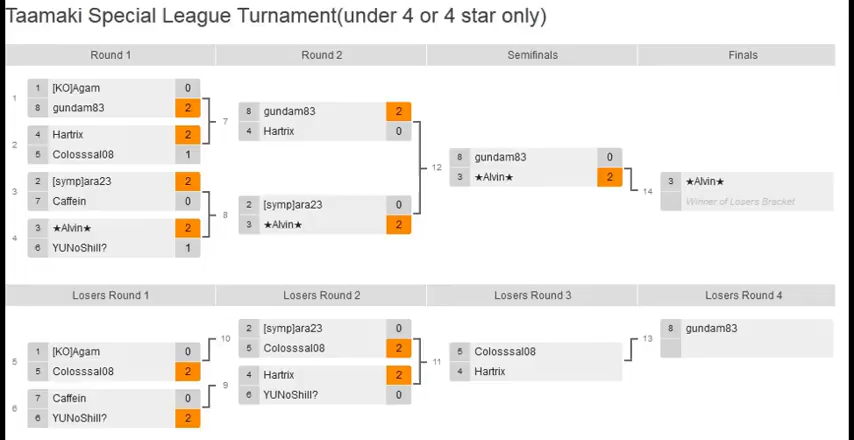 Taamaki Special League Turnament(under 4 or 4 star only)
Round 1
Round 2
Semifinals
Finals
1
1 [KO]Agam 0
8 gundam83 2
2
4 Hartrix 2
5 Colosssal08 1
3
2 [symp]ara23 2
7 Caffein 0
4
3 ★Alvin★ 2
6 YUNoShill? 1
7
8 gundam83 2
4 Hartrix 0
8
2 [symp]ara23 0
3 ★Alvin★ 2
12
8 gundam83 0
3 ★Alvin★ 2
14
3 ★Alvin★
Winner of Losers Bracket
Losers Round 1
Losers Round 2
Losers Round 3
Losers Round 4
5
1 [KO]Agam 0
5 Colosssal08 2
6
7 Caffein 0
6 YUNoShill? 2
10
2 [symp]ara23 0
5 Colosssal08 2
9
4 Hartrix 2
6 YUNoShill? 0
11
5 Colosssal08
4 Hartrix
13
8 gundam83